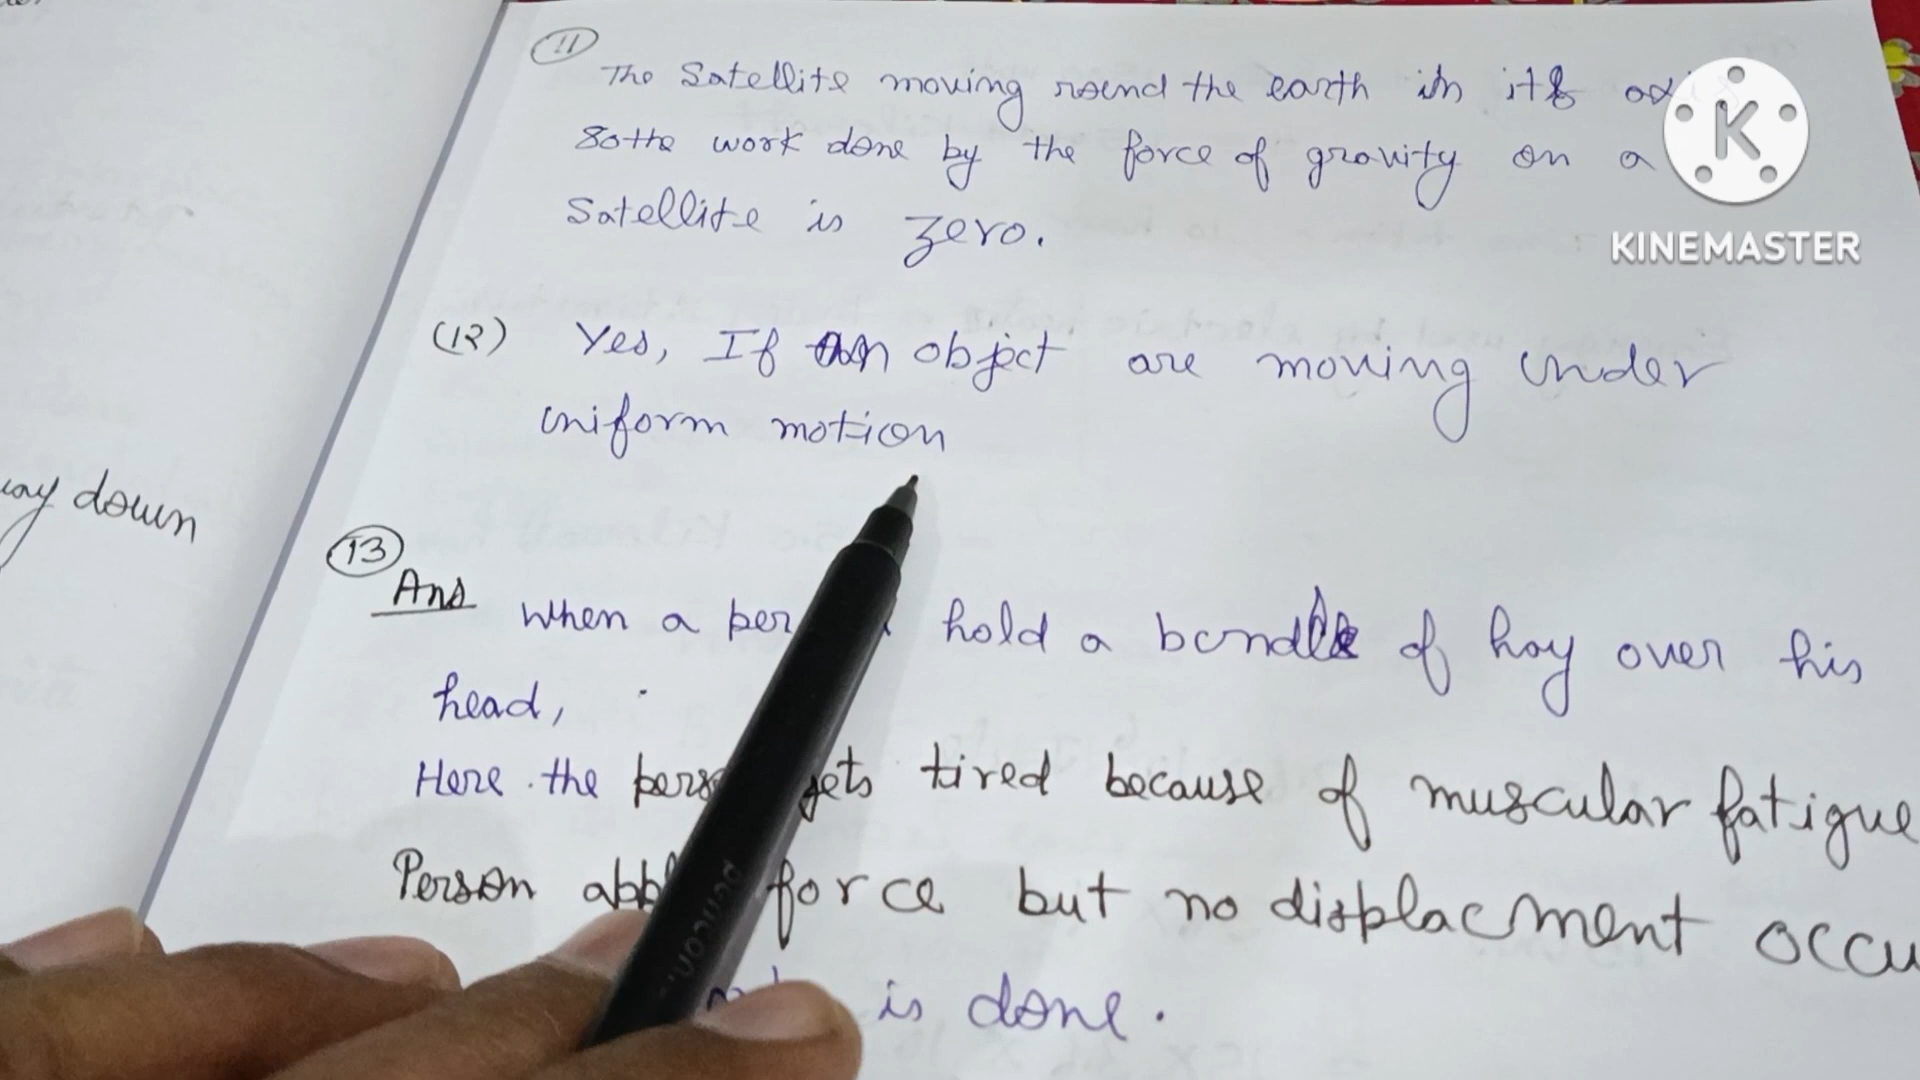 way down
11
The Satellite moving round the earth in its
So the work done by the force of gravity on a
Satellite is zero.
K
KINEMASTER
(12) Yes, If an object are moving under
uniform motion
13
Ans When a hold a bundle of hay over his
head,
Here the gets tired because of muscular fatigue
Person force but no displacment
is done.